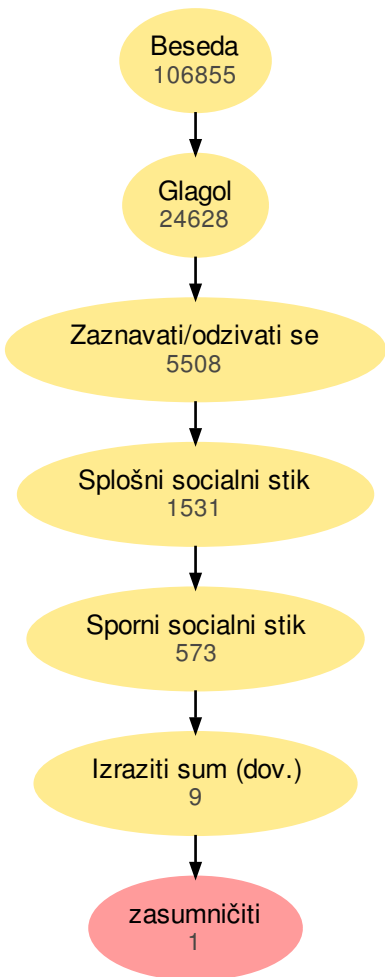 Beseda
106855
Glagol
24628
Zaznavati/odzivati se
5508
Splošni socialni stik
1531
Sporni socialni stik
573
Izraziti sum (dov.)
9
zasumničiti
1